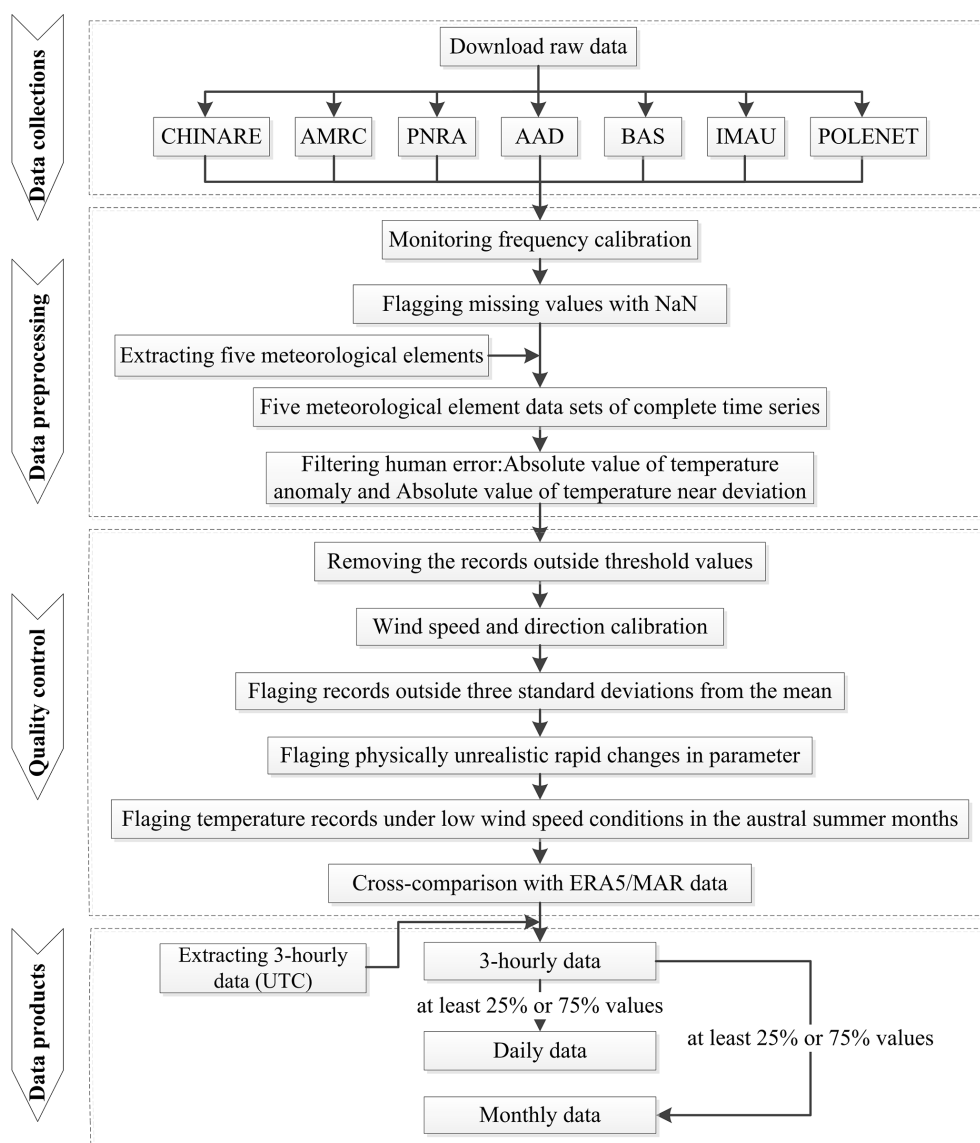 Data collections
Download raw data
CHINARE
AMRC
PNRA
AAD
BAS
IMAU
POLENET
Data preprocessing
Monitoring frequency calibration
Flagging missing values with NaN
Extracting five meteorological elements
Five meteorological element data sets of complete time series
Filtering human error:Absolute value of temperature
anomaly and Absolute value of temperature near deviation
Quality control
Removing the records outside threshold values
Wind speed and direction calibration
Flaging records outside three standard deviations from the mean
Flaging physically unrealistic rapid changes in parameter
Flaging temperature records under low wind speed conditions in the austral summer months
Cross-comparison with ERA5/MAR data
Data products
Extracting 3-hourly
data (UTC)
3-hourly data
at least 25% or 75% values
at least 25% or 75% values
Daily data
Monthly data